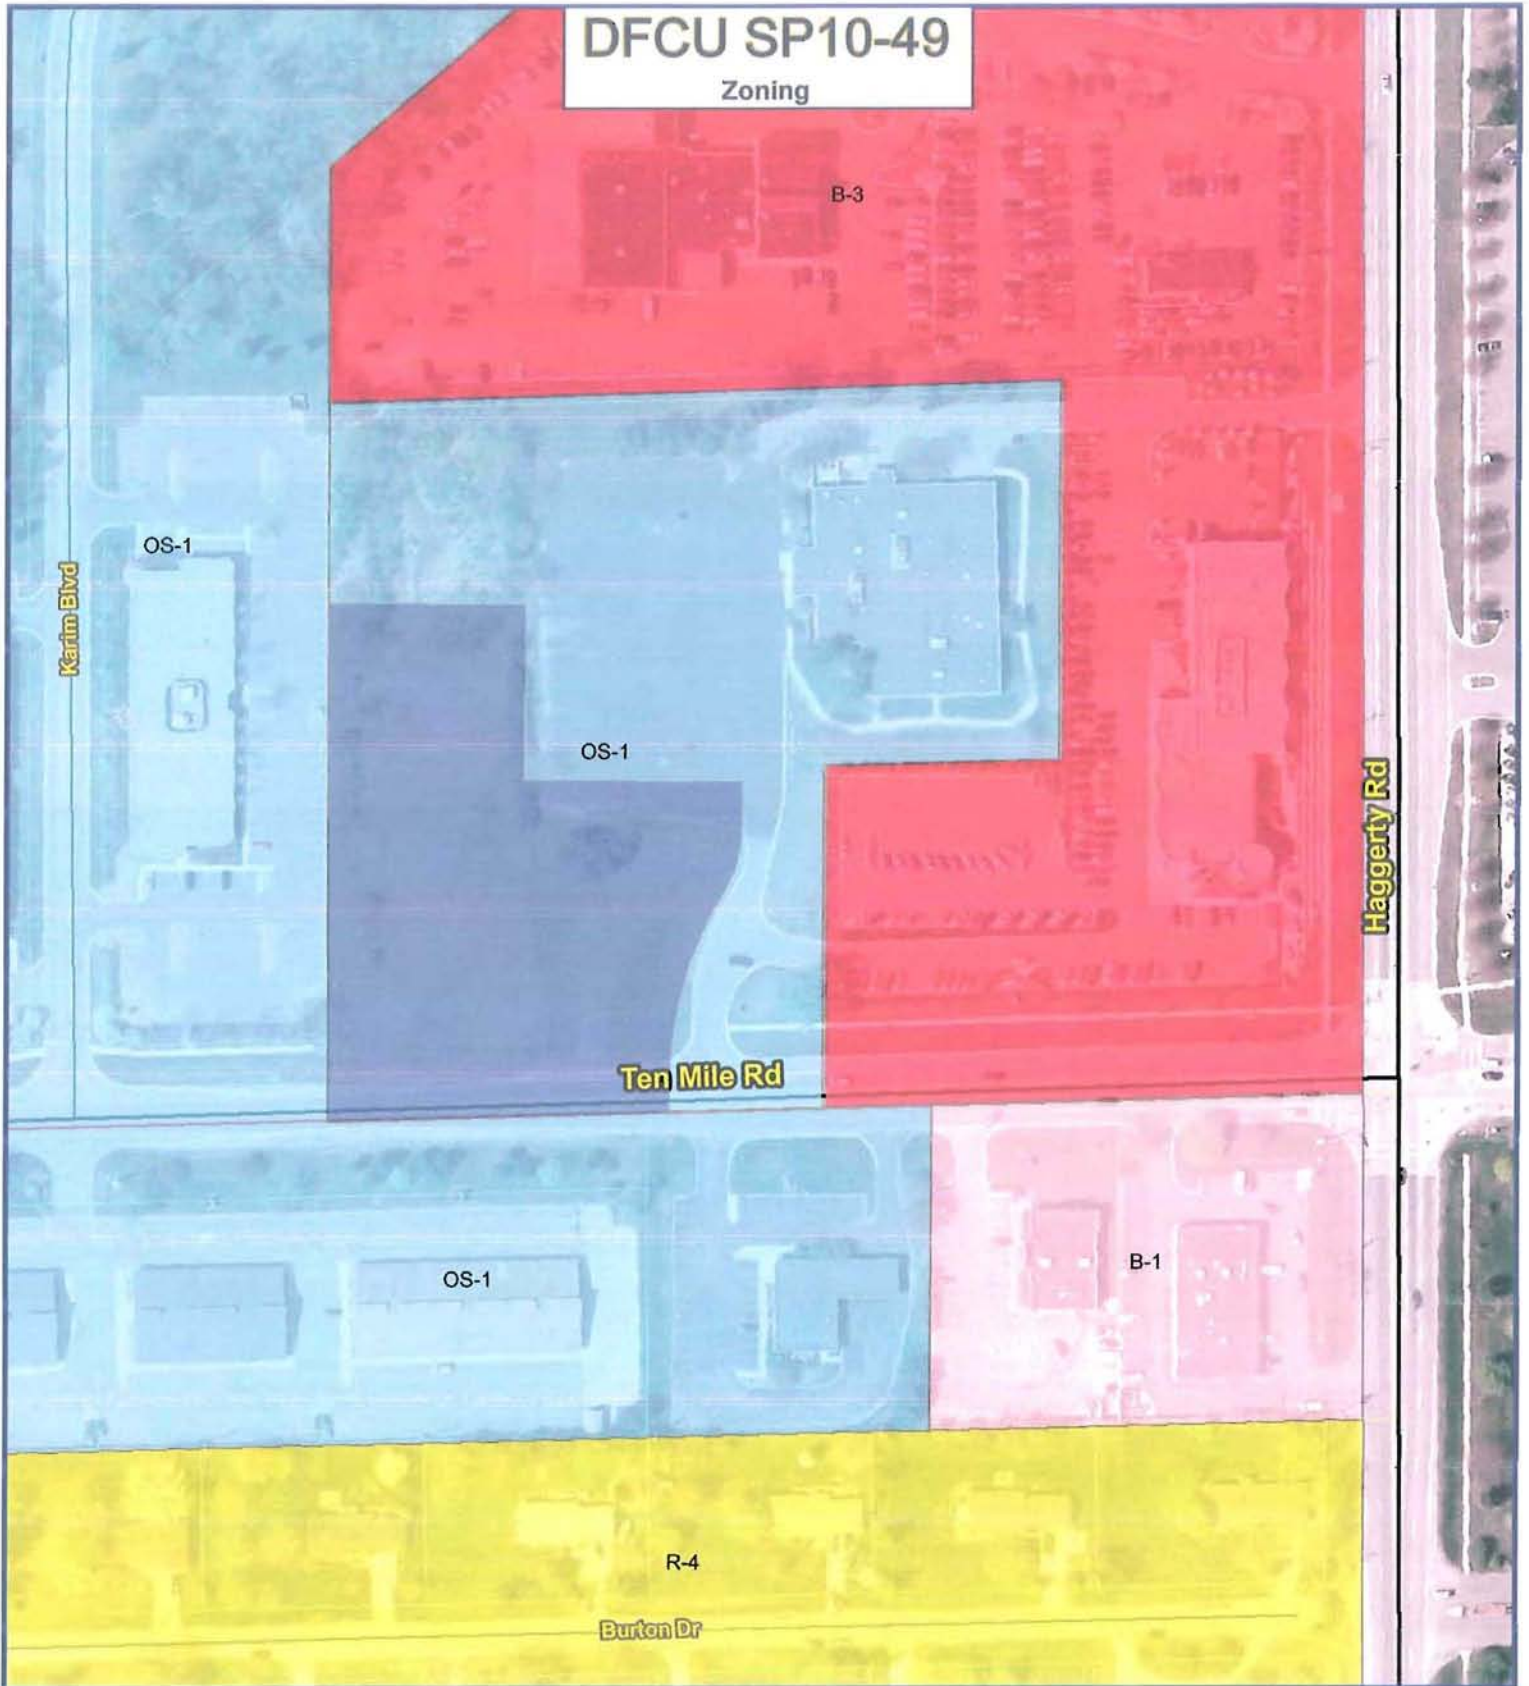 DFCU SP10-49
Zoning
B-3
OS-1
Karim Blvd
OS-1
Haggerty Rd
Ten Mile Rd
B-1
OS-1
R-4
Burton Dr